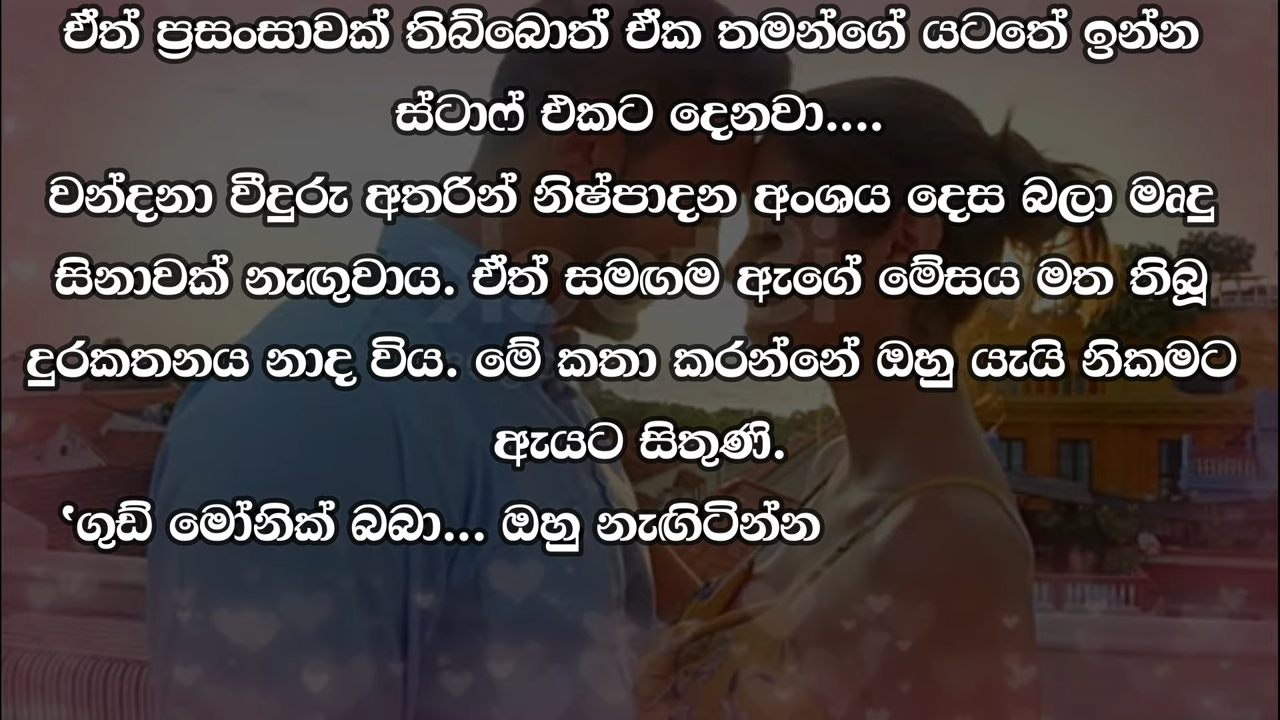 ඒත් ප්‍රසංසාවක් තිබ්බොත් ඒක තමන්ගේ යටතේ ඉන්න
ස්ටාෆ් එකට දෙනවා....
වන්දනා වීදුරු අතරින් නිෂ්පාදන අංශය දෙස බලා මෘදු
සිනාවක් නැඟුවාය. ඒත් සමඟම ඇගේ මේසය මත තිබූ
දුරකතනය නාද විය. මේ කතා කරන්නේ ඔහු යැයි නිකමට
ඇයට සිතුණි.
‘ගුඩ් මෝනික් බබා... ඔහු නැඟිටින්න